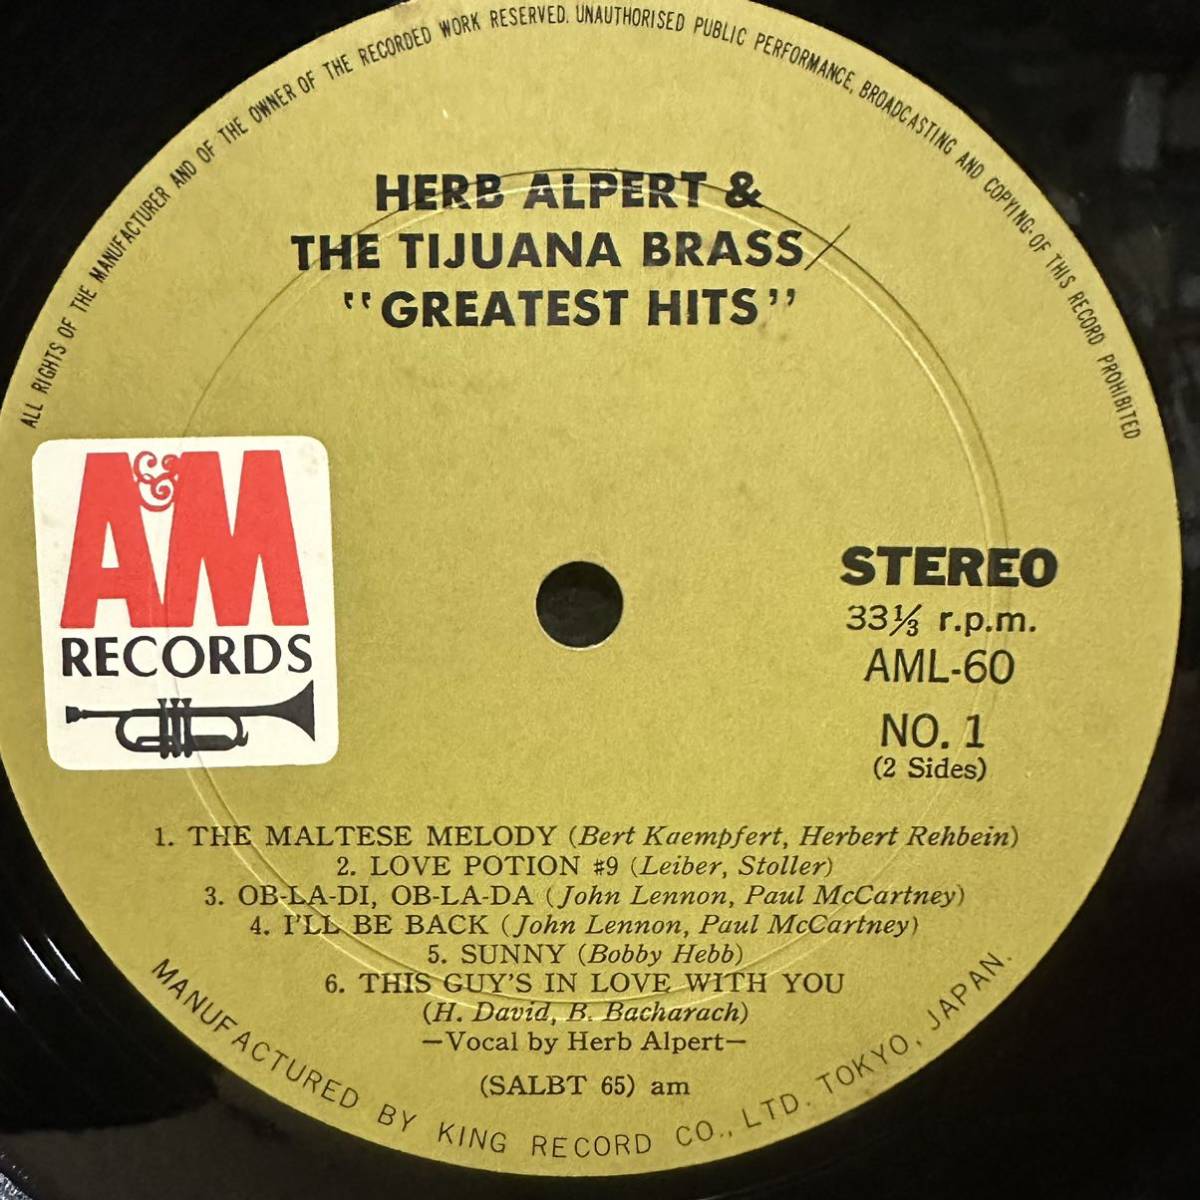 ALL RIGHTS OF THE MANUFACTURER AND OF THE OWNER OF THE RECORDED WORK RESERVED. UNAUTHORISED PUBLIC PERFORMANCE, BROADCASTING AND COPYING OF THIS RECORD PROHIBITED
HERB ALPERT &
THE TIJUANA BRASS/
"GREATEST HITS"
A&M
RECORDS
STEREO
33⅓ r.p.m.
AML-60
NO. 1
(2 Sides)
1. THE MALTESE MELODY (Bert Kaempfert, Herbert Rehbein)
2. LOVE POTION #9 (Leiber, Stoller)
3. OB-LA-DI, OB-LA-DA (John Lennon, Paul McCartney)
4. I'LL BE BACK (John Lennon, Paul McCartney)
5. SUNNY (Bobby Hebb)
6. THIS GUY'S IN LOVE WITH YOU
(H. David, B. Bacharach)
—Vocal by Herb Alpert—
(SALBT 65) am
MANUFACTURED BY KING RECORD CO., LTD. TOKYO, JAPAN.